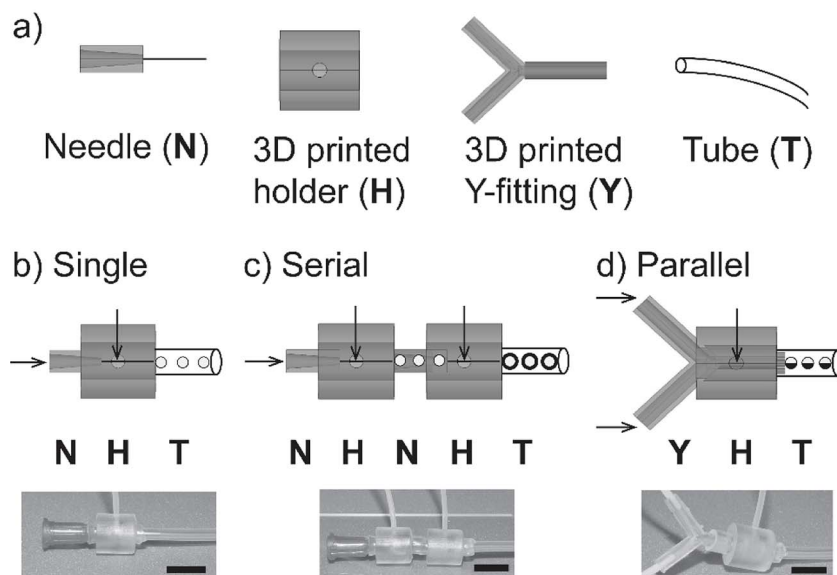 a)
Needle (N)
3D printed
holder (H)
3D printed
Y-fitting (Y)
Tube (T)
b) Single
c) Serial
d) Parallel
N H T
N H N H T
Y H T